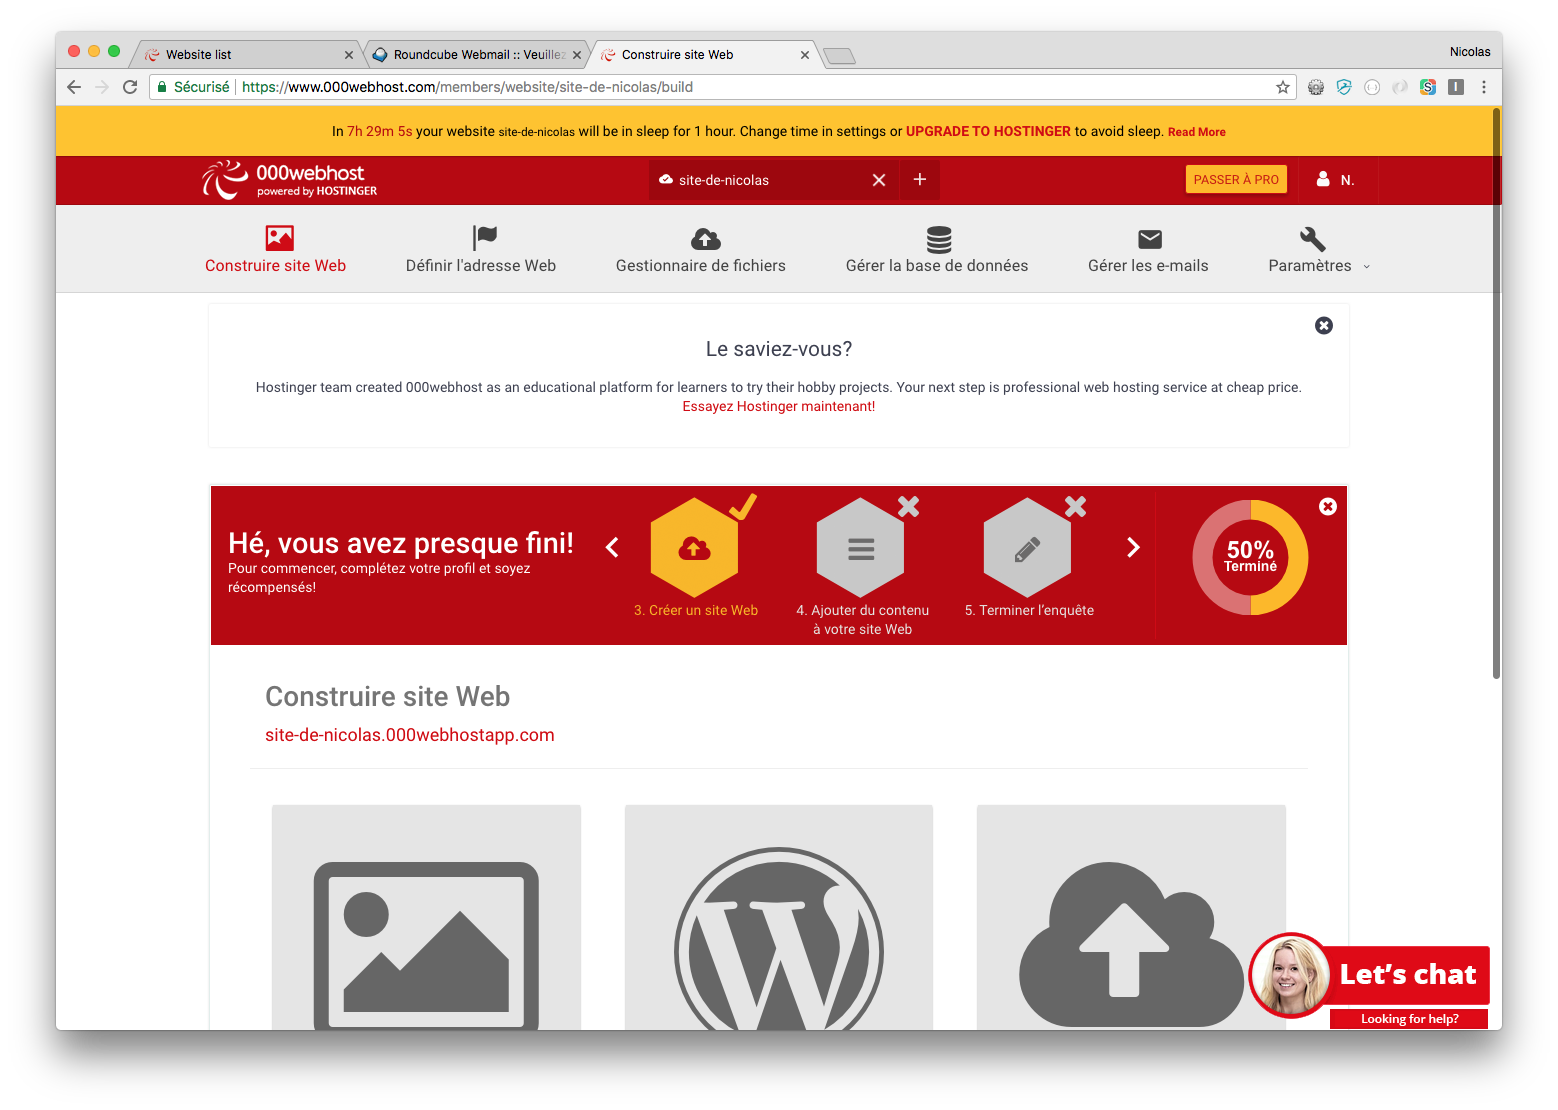 Website list
Roundcube Webmail :: Veuillez
Construire site Web
Nicolas
Sécurisé
https://www.000webhost.com/members/website/site-de-nicolas/build
In 7h 29m 5s your website site-de-nicolas will be in sleep for 1 hour. Change time in settings or UPGRADE TO HOSTINGER to avoid sleep. Read More
000webhost
powered by HOSTINGER
site-de-nicolas
PASSER À PRO
N.
Construire site Web
Définir l'adresse Web
Gestionnaire de fichiers
Gérer la base de données
Gérer les e-mails
Paramètres
Le saviez-vous?
Hostinger team created 000webhost as an educational platform for learners to try their hobby projects. Your next step is professional web hosting service at cheap price.
Essayez Hostinger maintenant!
Hé, vous avez presque fini!
Pour commencer, complétez votre profil et soyez
récompensés!
3. Créer un site Web
4. Ajouter du contenu
à votre site Web
5. Terminer l'enquête
50%
Terminé
Construire site Web
site-de-nicolas.000webhostapp.com
Let's chat
Looking for help?